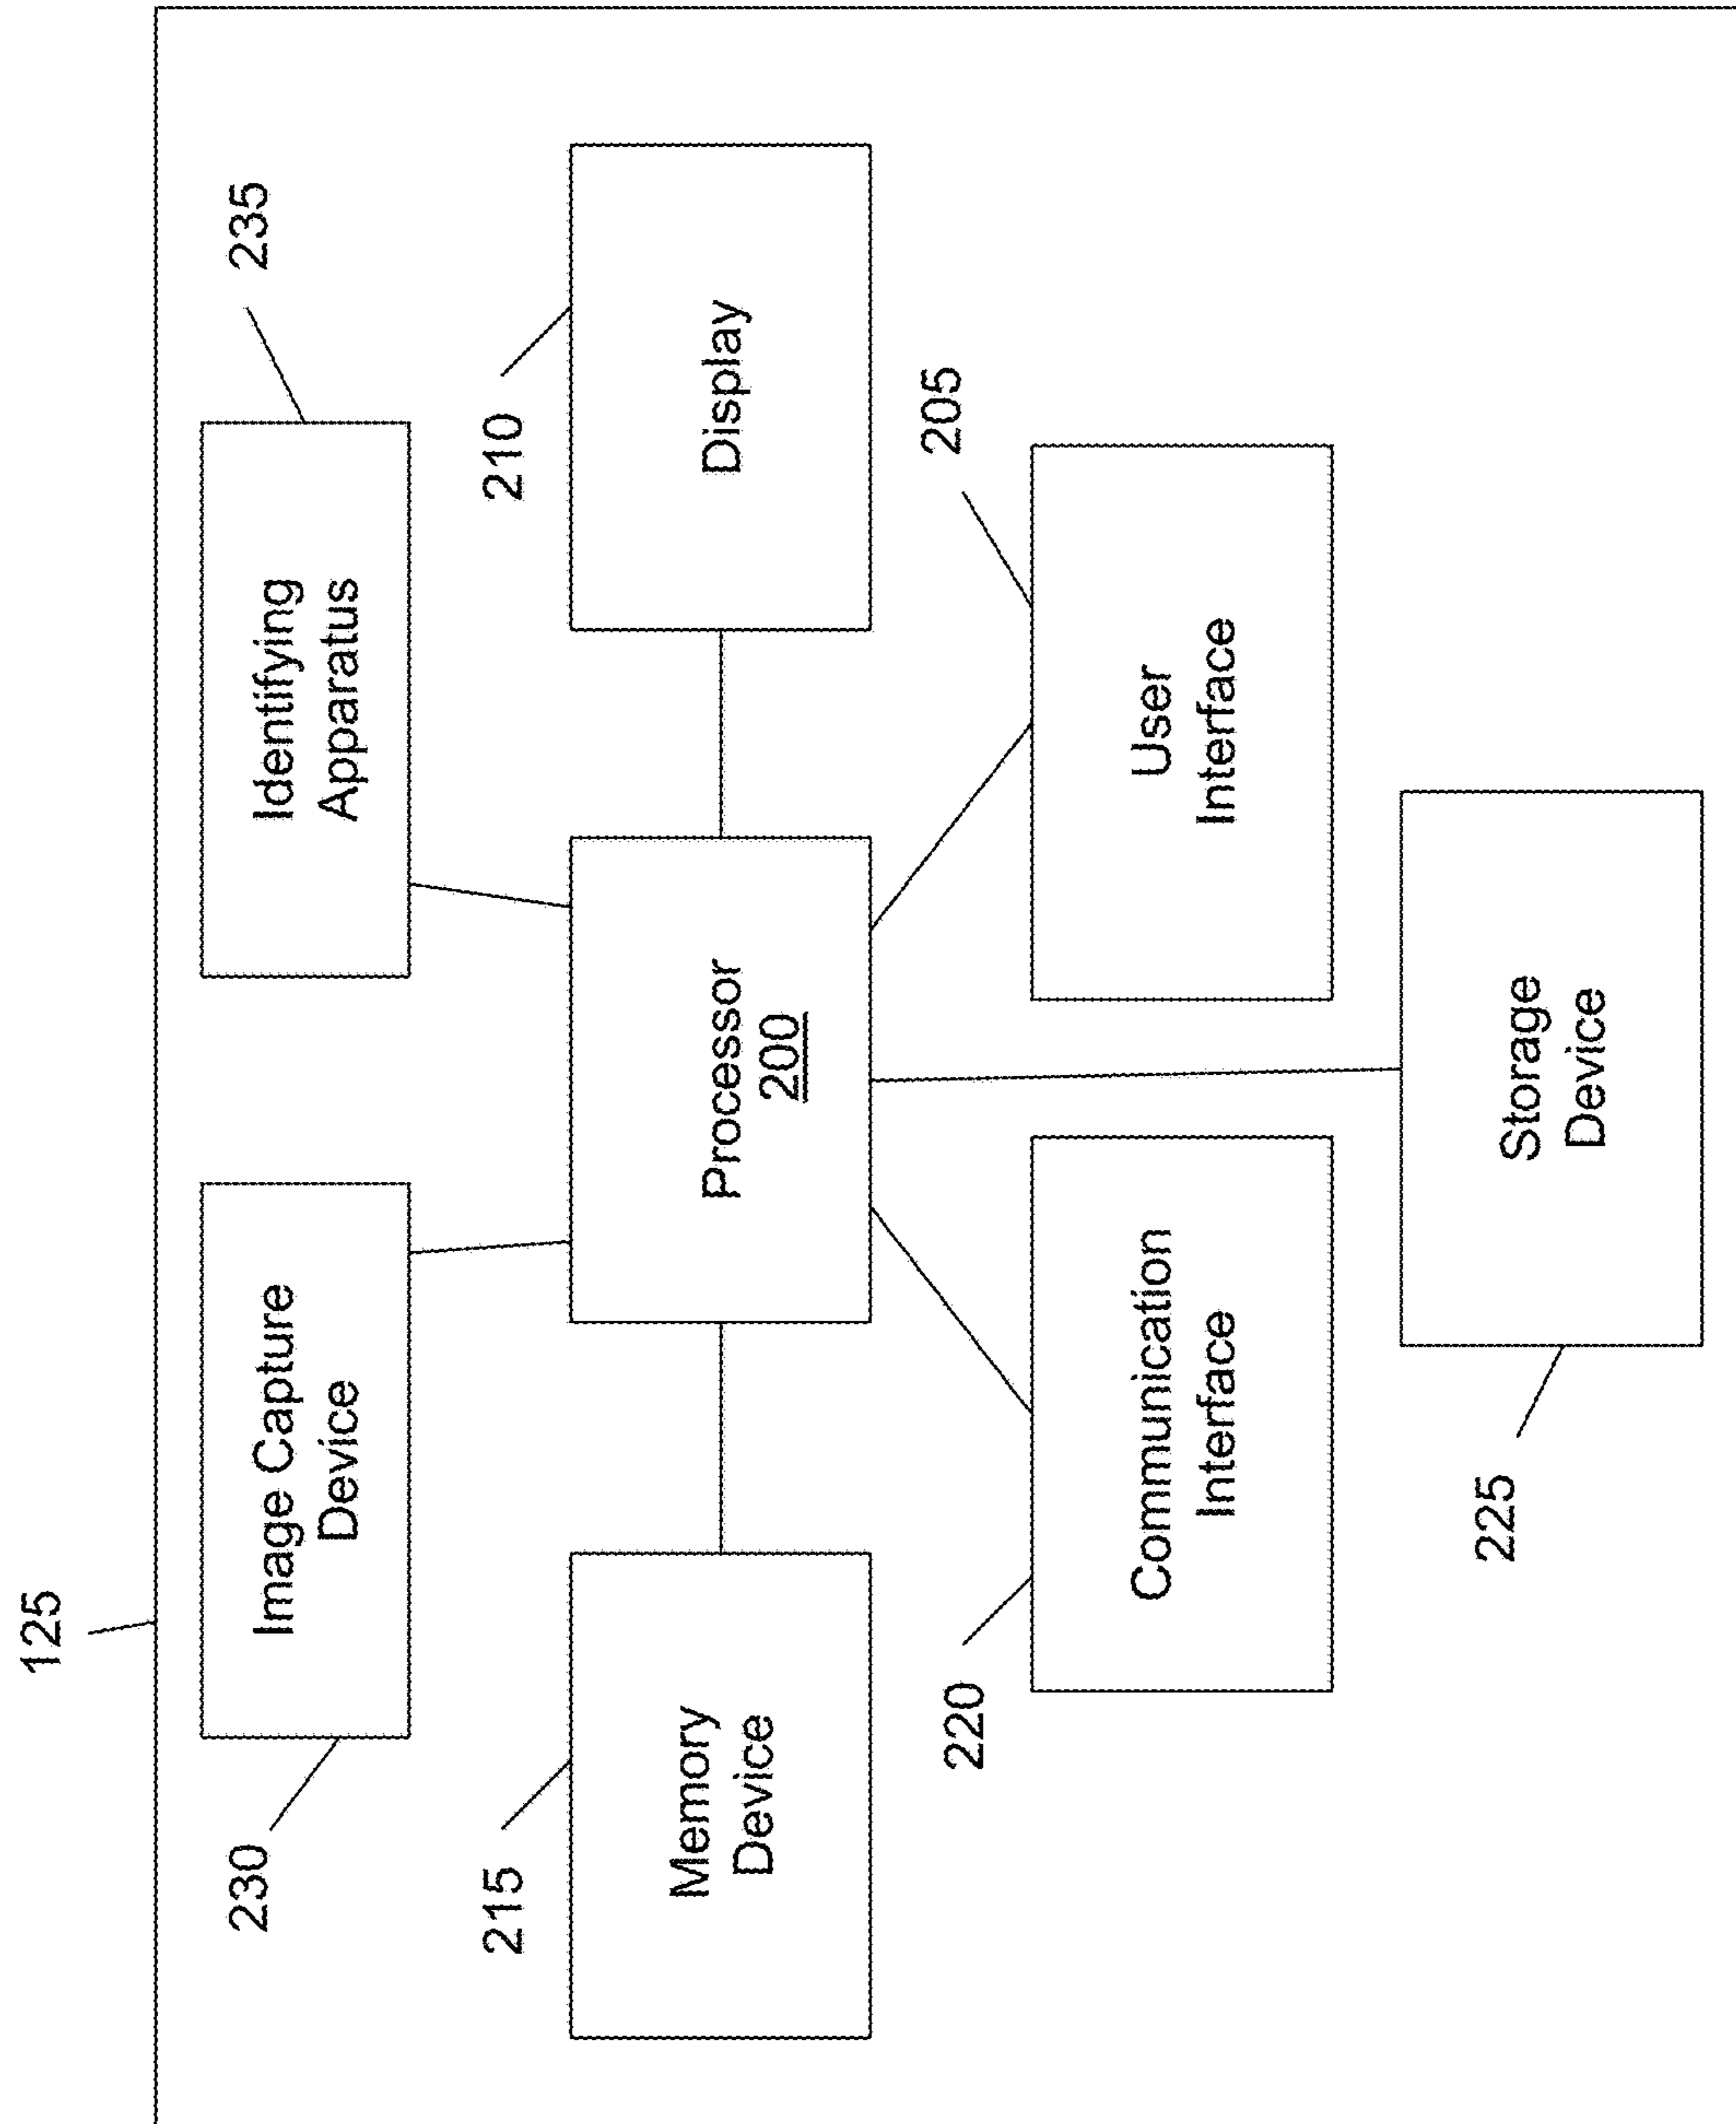 125
230
Image Capture
Device
Identifying
Apparatus
235
215
Memory
Device
Processor
200
210
Display
220
Communication
Interface
User
Interface
205
225
Storage
Device